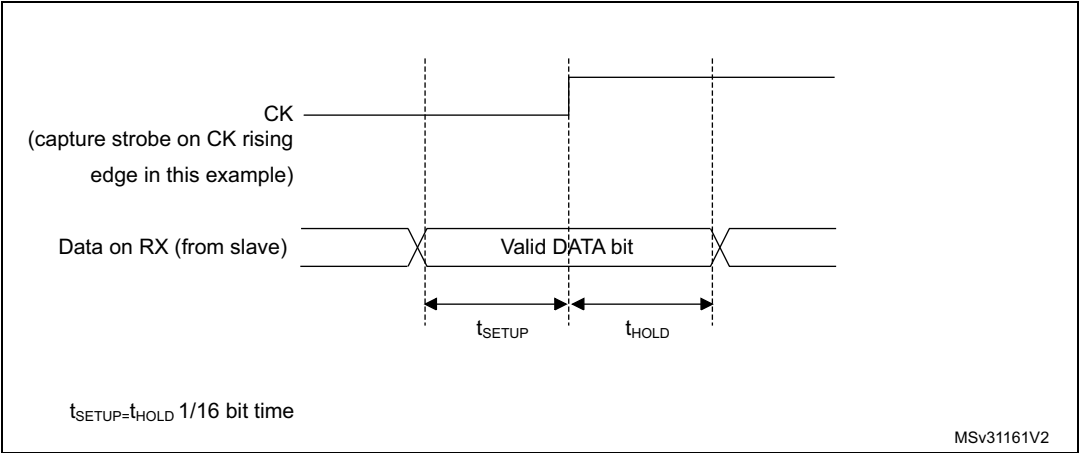 CK
(capture strobe on CK rising
edge in this example)
Data on RX (from slave)
Valid DATA bit
tSETUP
tHOLD
tSETUP=tHOLD 1/16 bit time
MSv31161V2